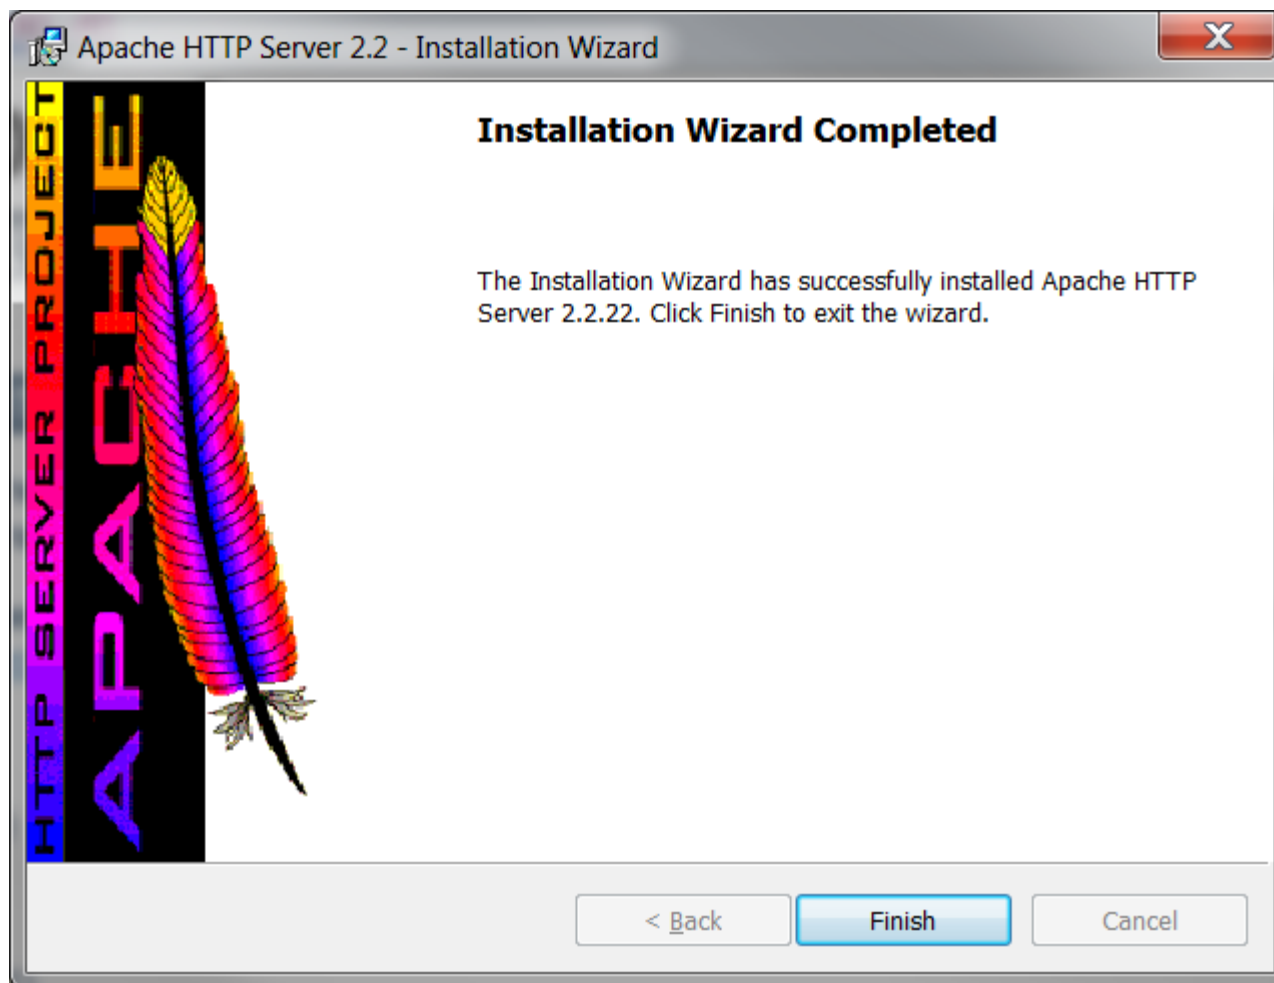 Apache HTTP Server 2.2 - Installation Wizard
HTTP SERVER PROJECT
APACHE
Installation Wizard Completed
The Installation Wizard has successfully installed Apache HTTP
Server 2.2.22. Click Finish to exit the wizard.
< Back
Finish
Cancel